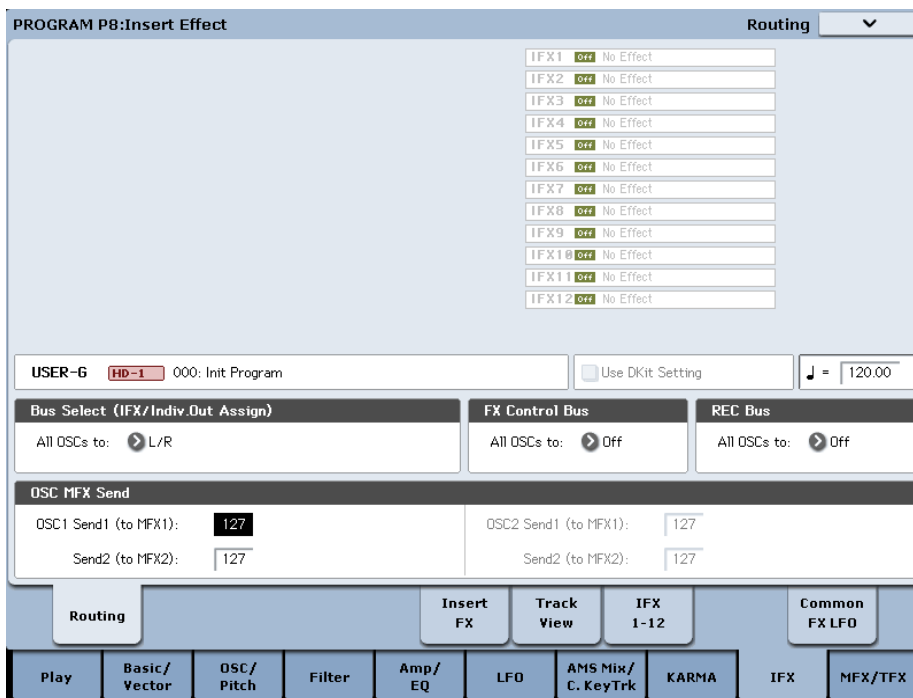 PROGRAM P8:Insert Effect
Routing
IFX1 Off No Effect
IFX2 Off No Effect
IFX3 Off No Effect
IFX4 Off No Effect
IFX5 Off No Effect
IFX6 Off No Effect
IFX7 Off No Effect
IFX8 Off No Effect
IFX9 Off No Effect
IFX10 Off No Effect
IFX11 Off No Effect
IFX12 Off No Effect
USER-G HD-1 000: Init Program
Use DKit Setting
♩ = 120.00
Bus Select (IFX/Indiv.Out Assign)
All OSCs to: L/R
FX Control Bus
All OSCs to: Off
REC Bus
All OSCs to: Off
OSC MFX Send
OSC1 Send1 (to MFX1): 127
OSC2 Send1 (to MFX1): 127
Send2 (to MFX2): 127
Send2 (to MFX2): 127
Routing
Insert
FX
Track
View
IFX
1-12
Common
FX LFO
Play
Basic/
Vector
OSC/
Pitch
Filter
Amp/
EQ
LFO
AMS Mix/
C. KeyTrk
KARMA
IFX
MFX/TFX